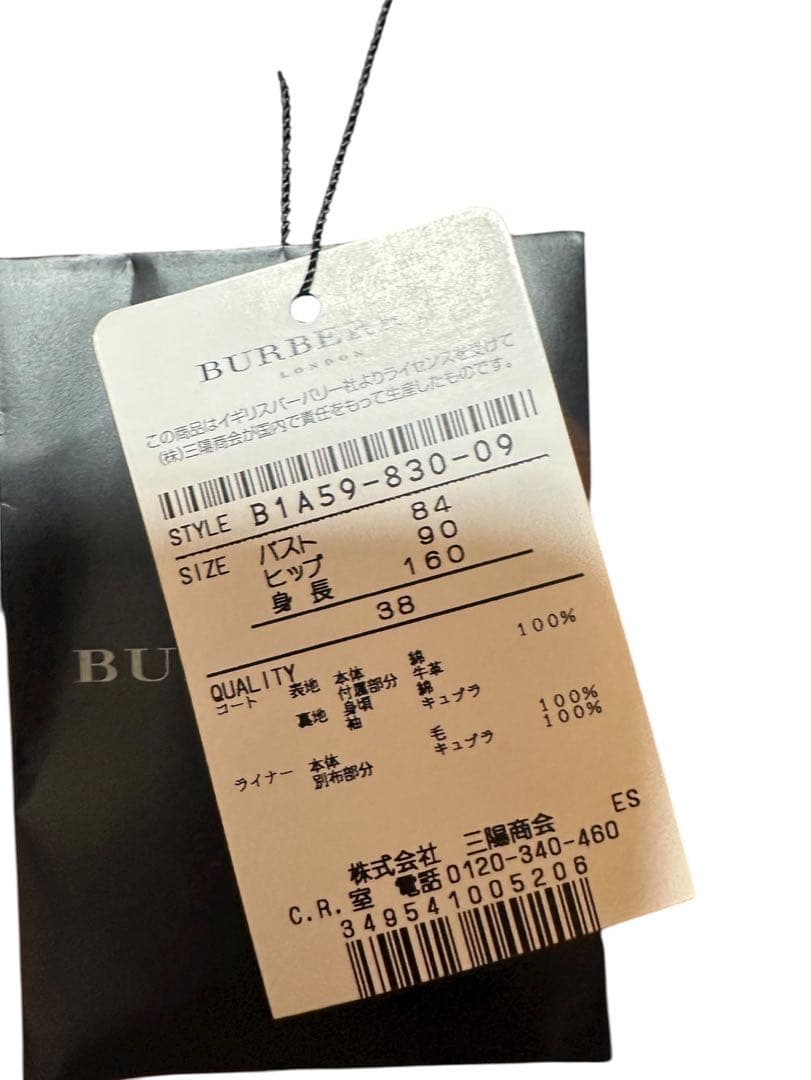 BURBERRY
LONDON
この商品はイギリスバーバリー社よりライセンスを受けて
(株)三陽商会が国内で責任をもって生産したものです。
STYLE B1A59-830-09
SIZE バスト 84
ヒップ 90
身長 160
38
QUALITY
コート 表地 本体 綿 100%
付属部分 牛革
裏地 身頃 綿 100%
袖 キュプラ 100%
ライナー 本体 毛
別布部分 キュプラ
ES
株式会社 三陽商会
C.R.室 電話0120-340-460
349541005206
BU